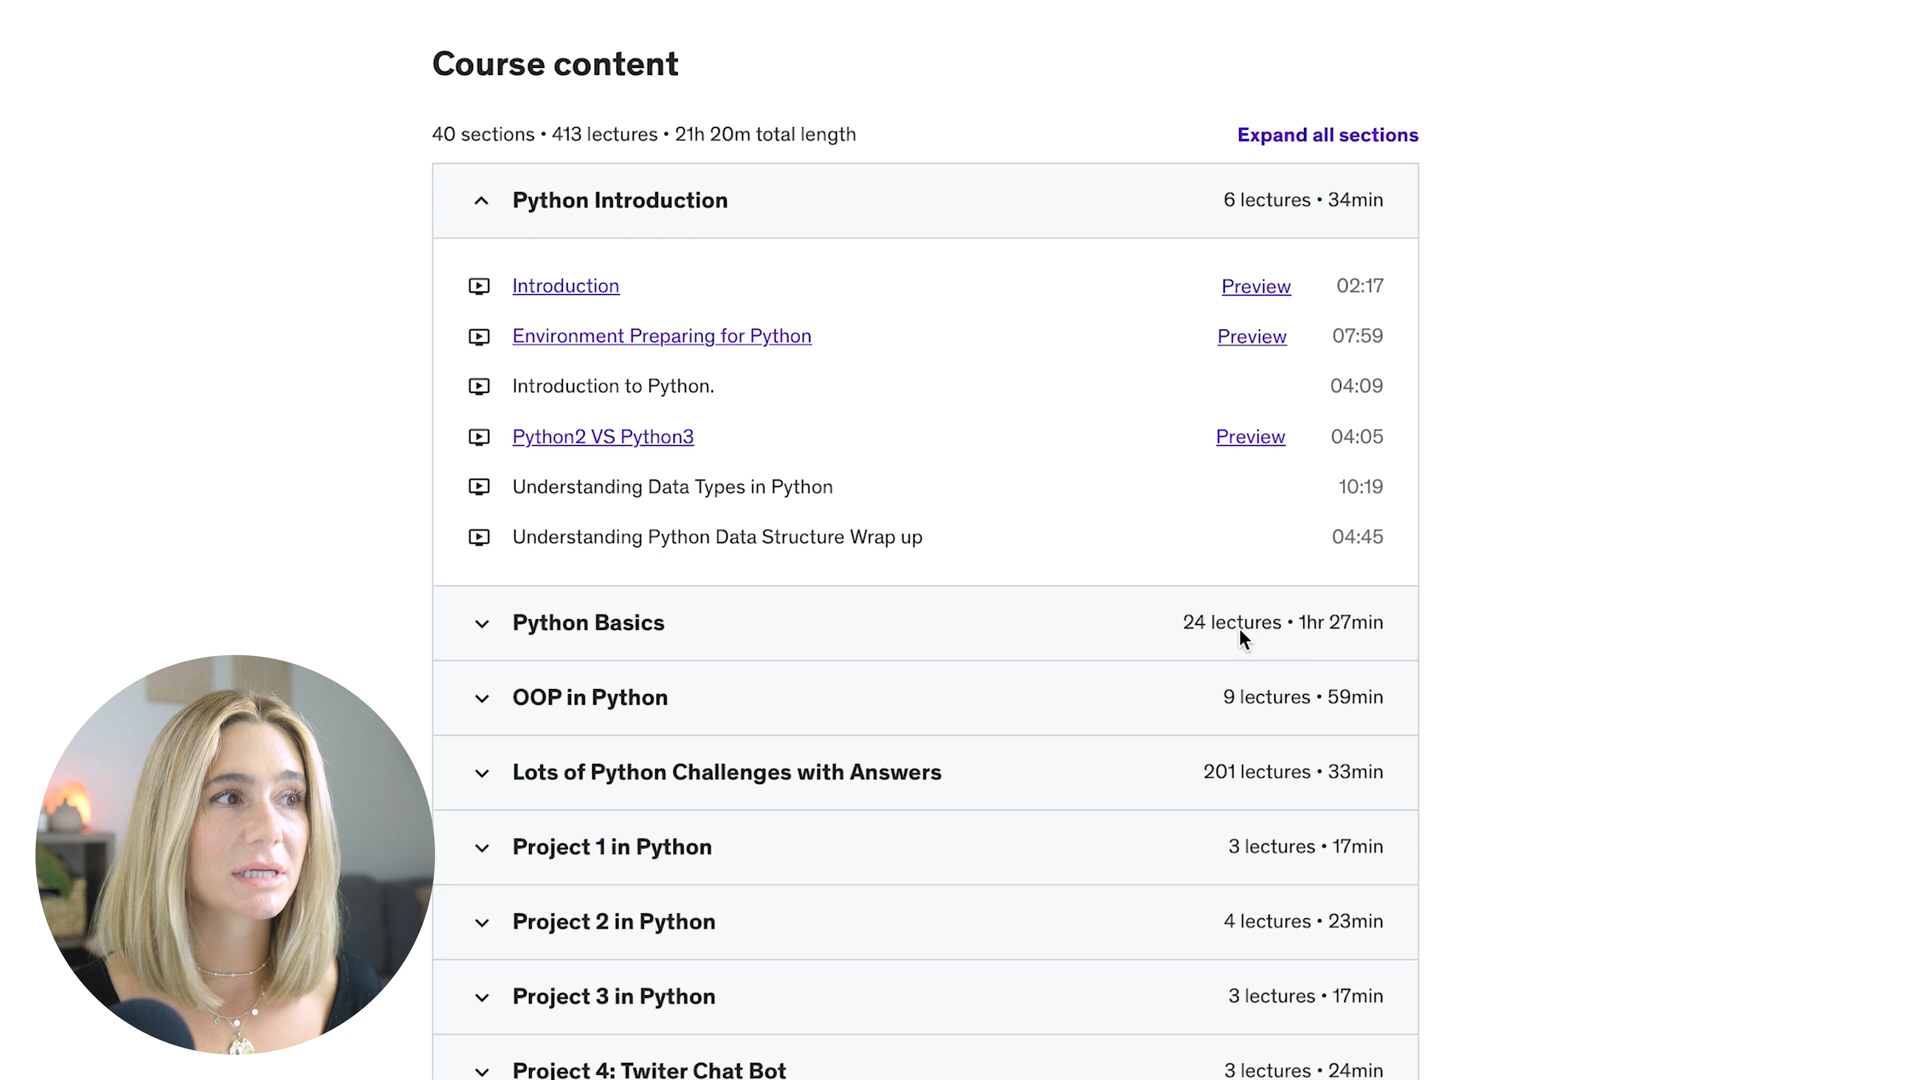 Course content
40 sections • 413 lectures • 21h 20m total length
Expand all sections
Python Introduction
6 lectures • 34min
Introduction
Preview
02:17
Environment Preparing for Python
Preview
07:59
Introduction to Python.
04:09
Python2 VS Python3
Preview
04:05
Understanding Data Types in Python
10:19
Understanding Python Data Structure Wrap up
04:45
Python Basics
24 lectures • 1hr 27min
OOP in Python
9 lectures • 59min
Lots of Python Challenges with Answers
201 lectures • 33min
Project 1 in Python
3 lectures • 17min
Project 2 in Python
4 lectures • 23min
Project 3 in Python
3 lectures • 17min
Project 4: Twiter Chat Bot
3 lectures • 24min